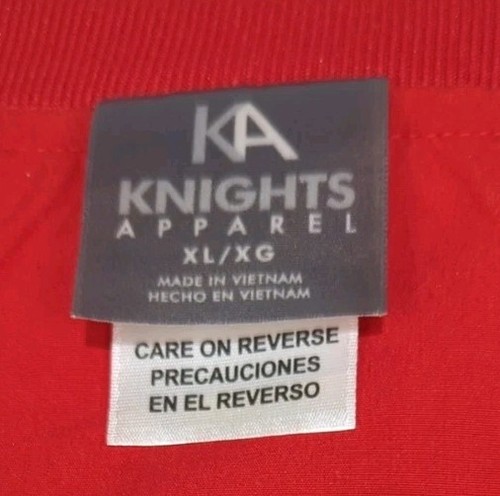 KA
KNIGHTS
APPAREL
XL/XG
MADE IN VIETNAM
HECHO EN VIETNAM
CARE ON REVERSE
PRECAUCIONES
EN EL REVERSO